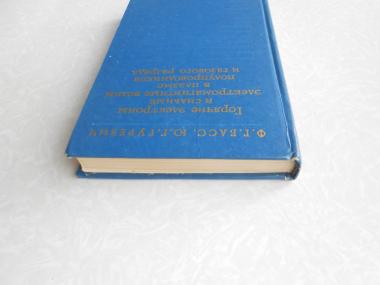 Ф.Г.БАСС, Ю.Г.ГУРЕВИЧ
Горячие электроны
и сильные
электромагнитные волны
в плазме
полупроводников
и газового разряда